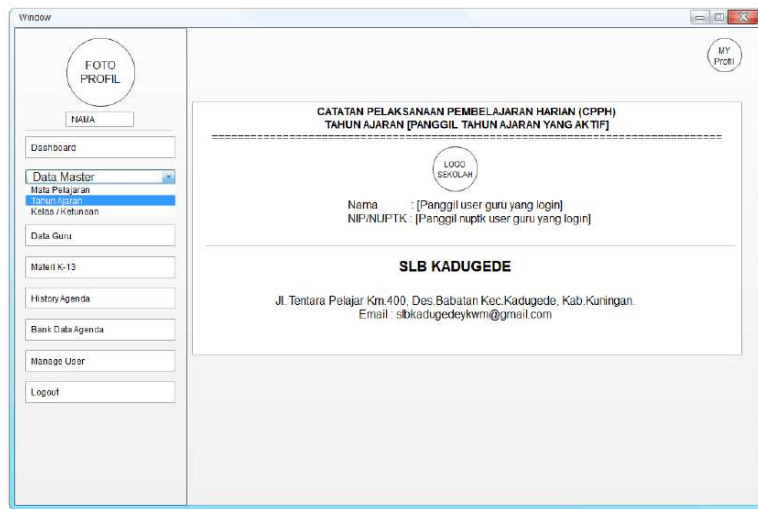 Window
FOTO
PROFIL
NAMA
Dashboard
Data Master
Mata Pelajaran
Tahun Ajaran
Kelas / Ketunaan
Data Guru
Materi K-13
History Agenda
Bank Data Agenda
Manage User
Logout
MY
Profil
CATATAN PELAKSANAAN PEMBELAJARAN HARIAN (CPPH)
TAHUN AJARAN [PANGGIL TAHUN AJARAN YANG AKTIF]
LOGO
SEKOLAH
Nama : [Panggil user guru yang login]
NIP/NUPTK : [Panggil nuptk user guru yang login]
SLB KADUGEDE
Jl. Tentara Pelajar Km.400, Des.Babatan Kec.Kadugede, Kab.Kuningan.
Email : slbkadugedeykwm@gmail.com